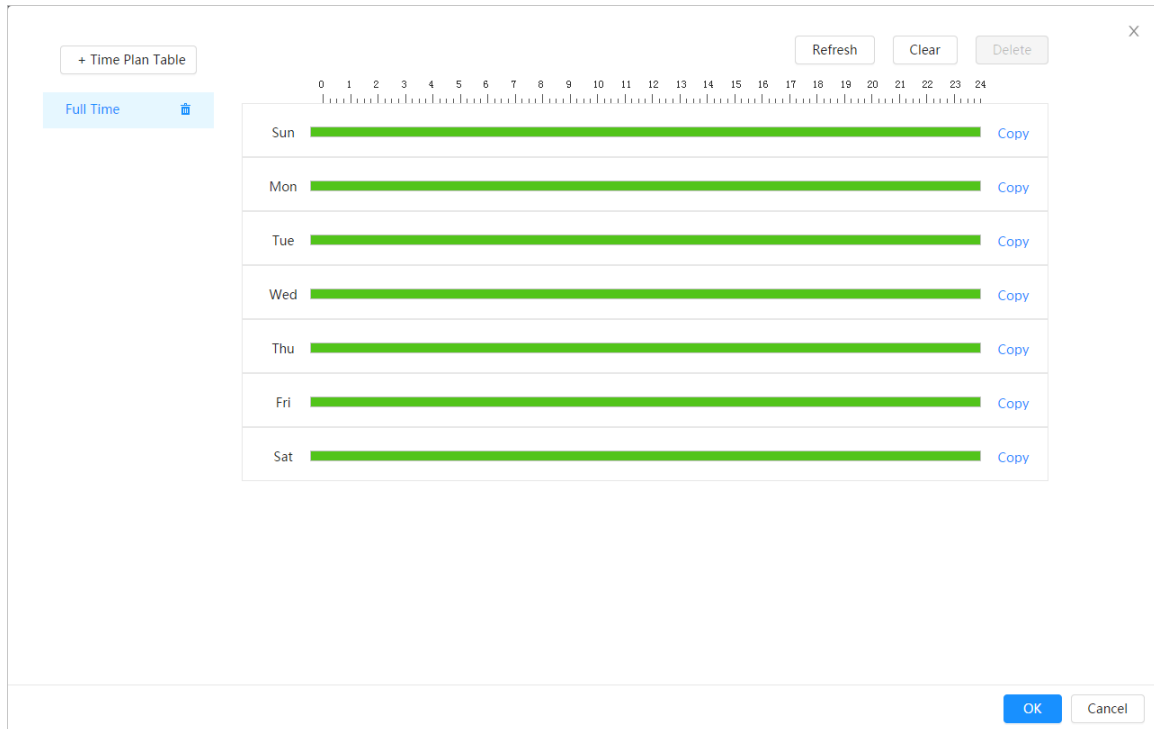 + Time Plan Table
Refresh
Clear
Delete
Full Time
0 1 2 3 4 5 6 7 8 9 10 11 12 13 14 15 16 17 18 19 20 21 22 23 24
Sun Copy
Mon Copy
Tue Copy
Wed Copy
Thu Copy
Fri Copy
Sat Copy
OK
Cancel